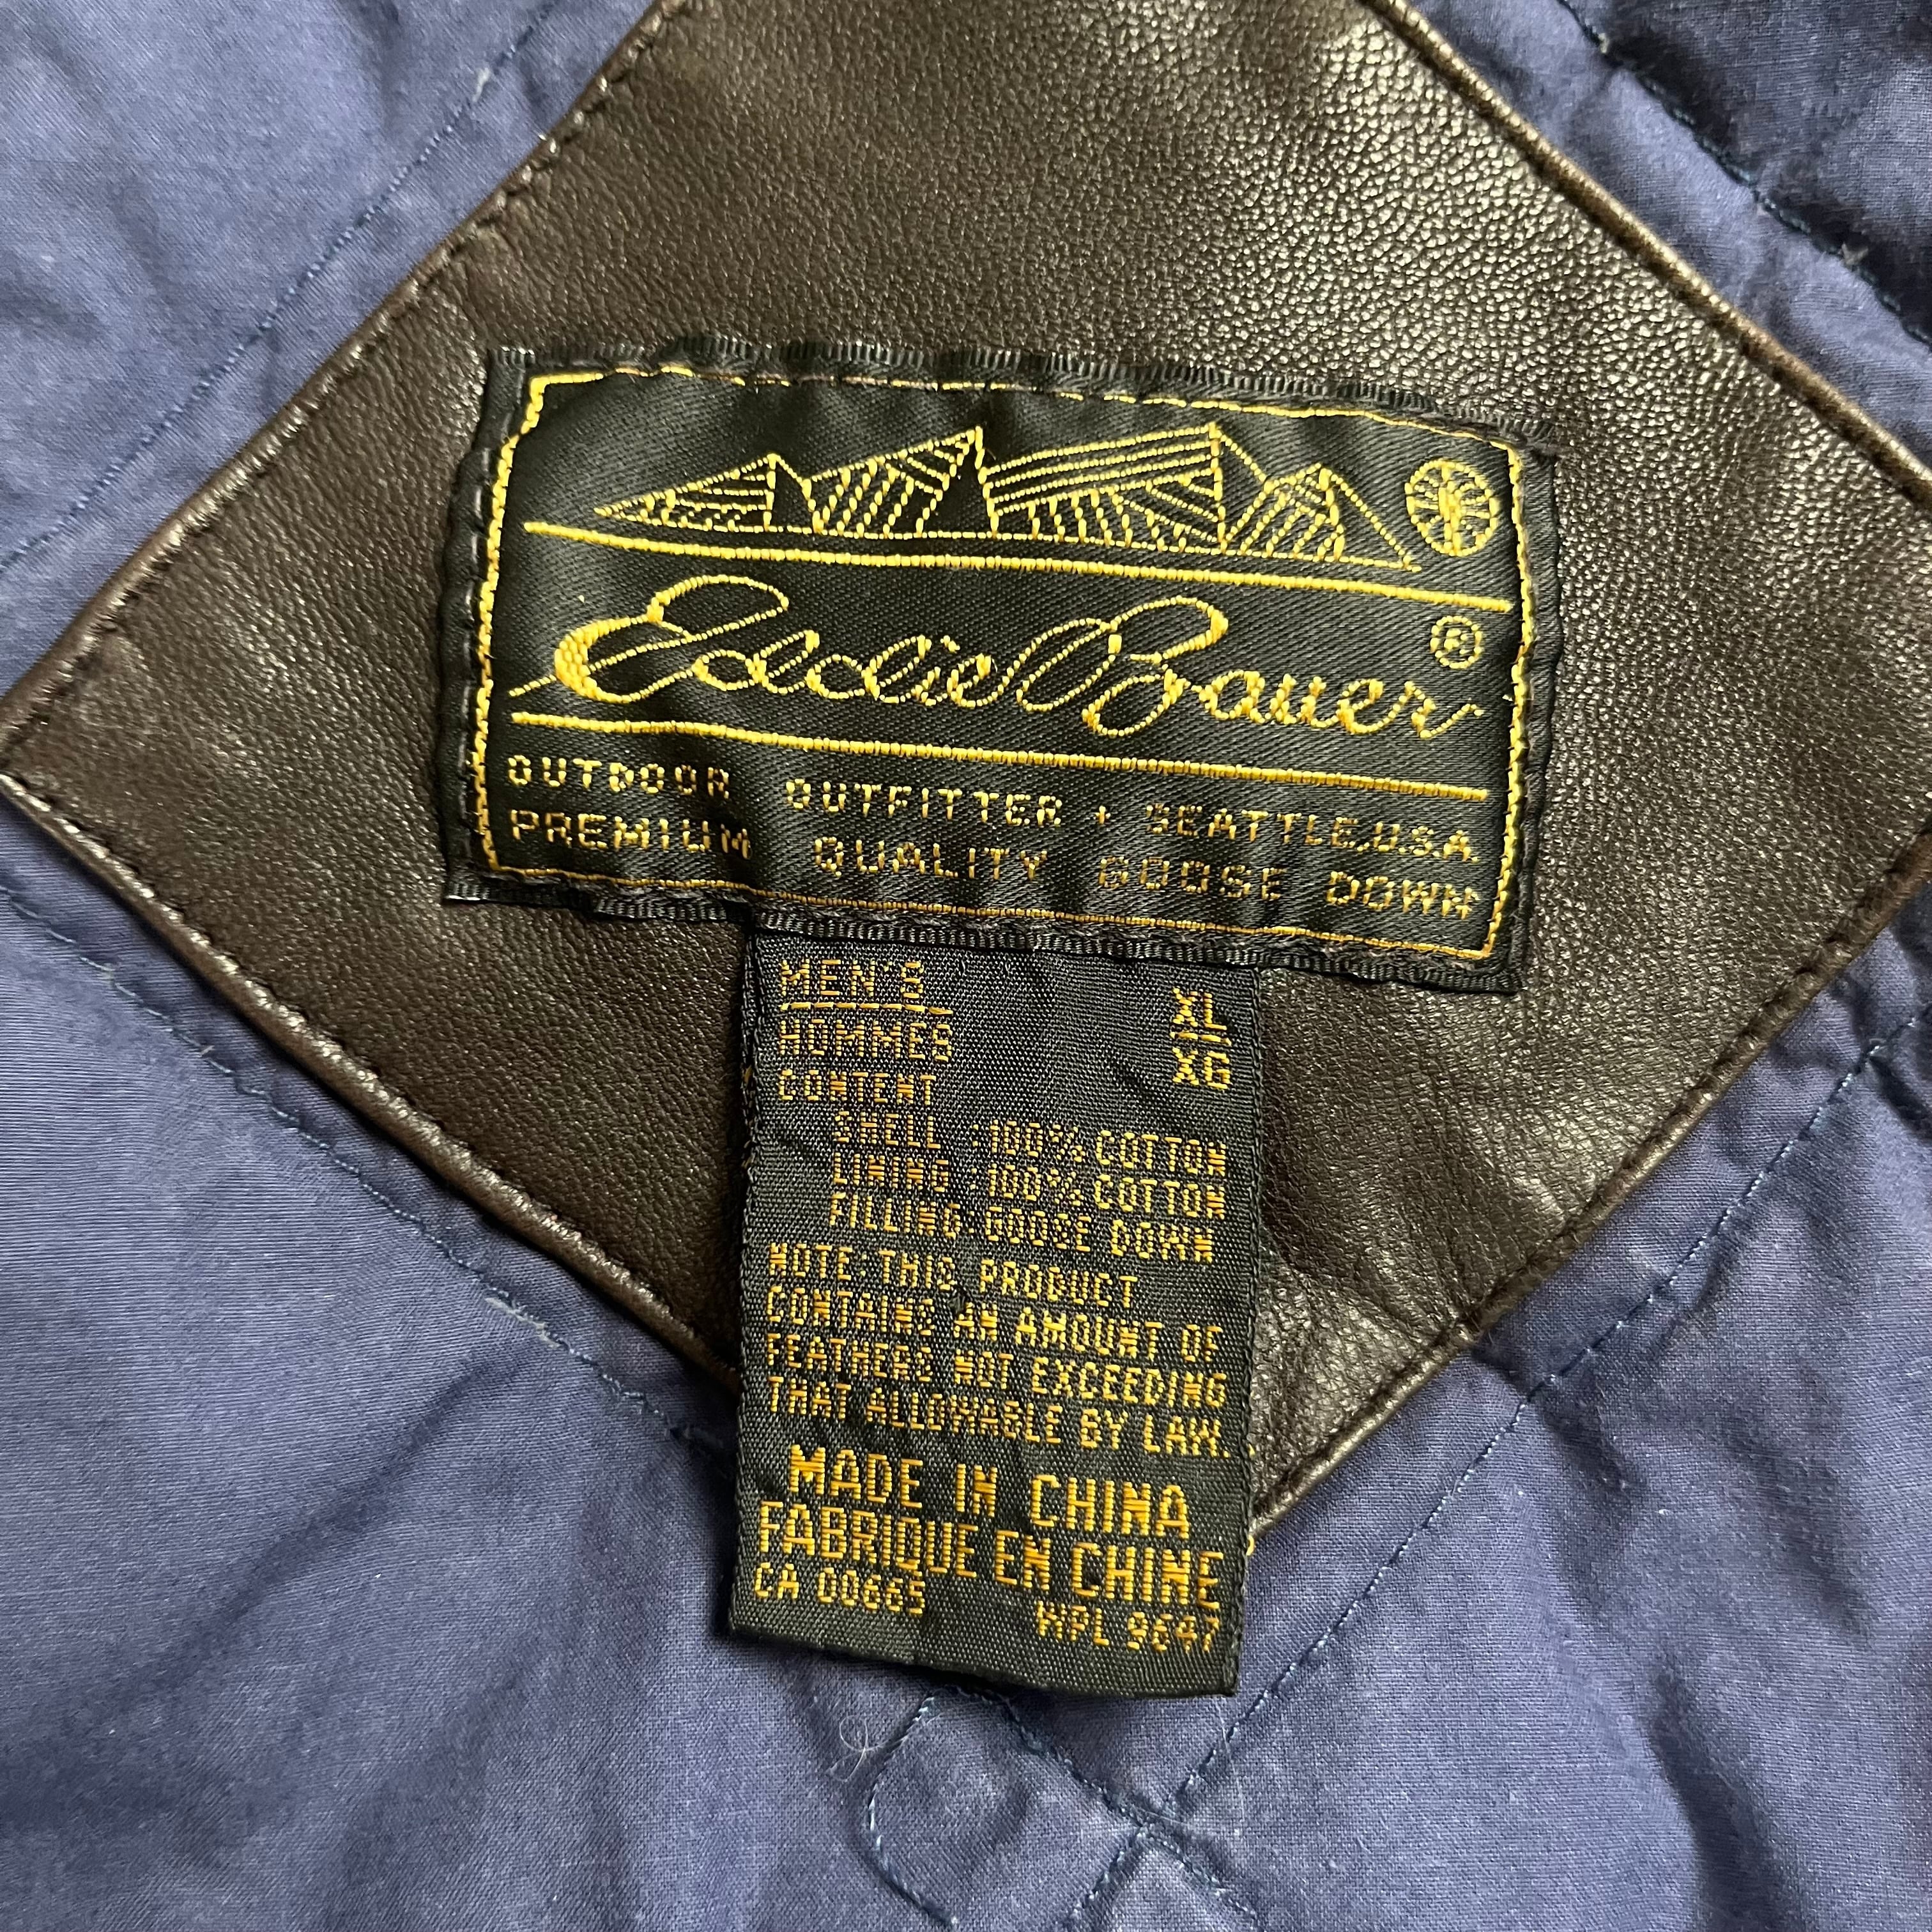 Eddie Bauer ®
OUTDOOR OUTFITTER + SEATTLE, U.S.A.
PREMIUM QUALITY GOOSE DOWN
MEN'S XL
HOMMES XG
CONTENT
SHELL :100% COTTON
LINING :100% COTTON
FILLING:GOOSE DOWN
NOTE:THIS PRODUCT
CONTAINS AN AMOUNT OF
FEATHERS NOT EXCEEDING
THAT ALLOWABLE BY LAW.
MADE IN CHINA
FABRIQUE EN CHINE
CA 00665 WPL 9647